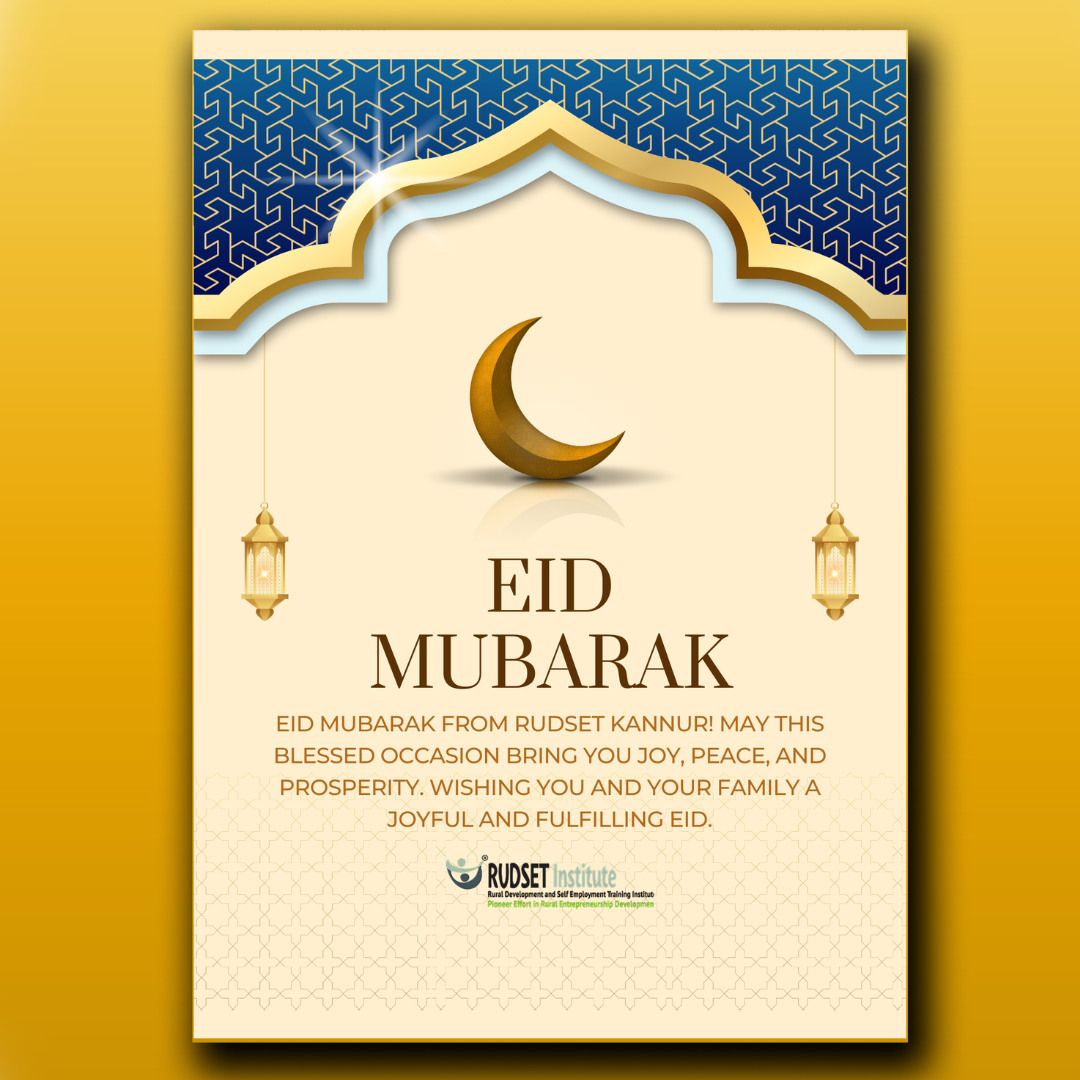 EID
MUBARAK
EID MUBARAK FROM RUDSET KANNUR! MAY THIS
BLESSED OCCASION BRING YOU JOY, PEACE, AND
PROSPERITY. WISHING YOU AND YOUR FAMILY A
JOYFUL AND FULFILLING EID.
RUDSET Institute ®
Rural Development and Self Employment Training Institut
Pioneer Effort in Rural Entrepreneurship Developmen